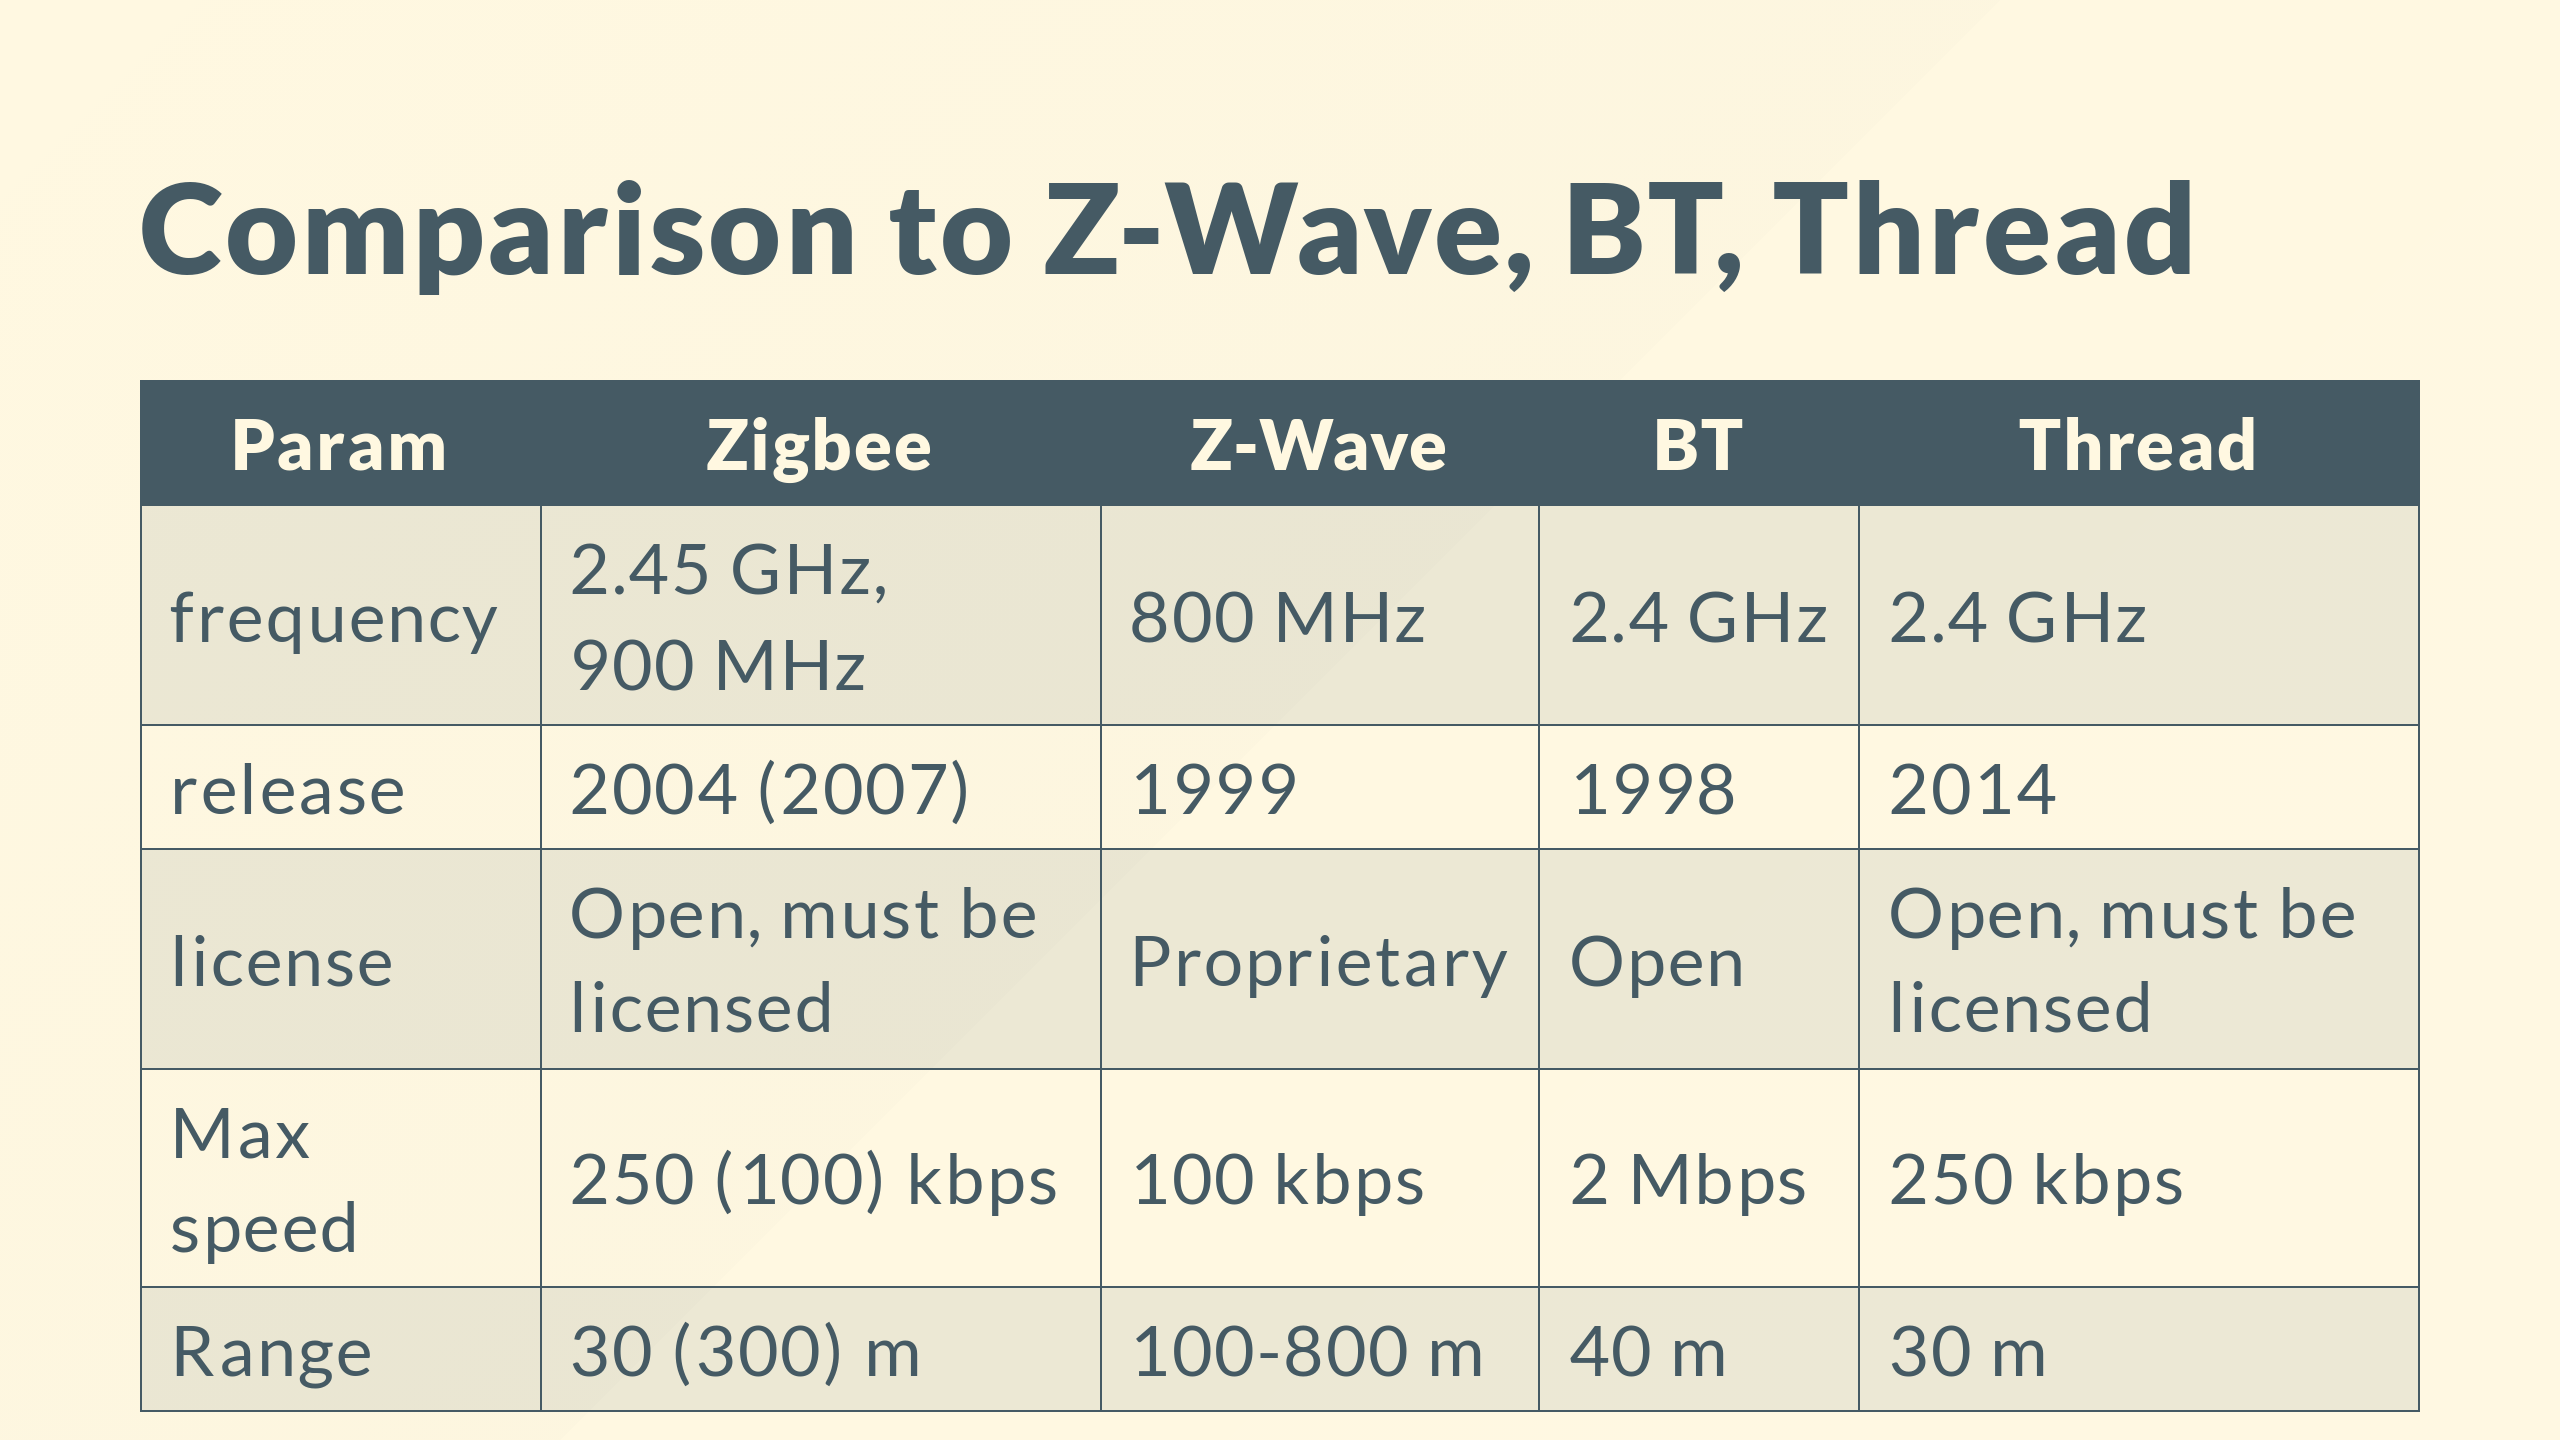 Comparison to Z-Wave, BT, Thread
Param Zigbee Z-Wave BT Thread
frequency 2.45 GHz, 900 MHz 800 MHz 2.4 GHz 2.4 GHz
release 2004 (2007) 1999 1998 2014
license Open, must be licensed Proprietary Open Open, must be licensed
Max speed 250 (100) kbps 100 kbps 2 Mbps 250 kbps
Range 30 (300) m 100-800 m 40 m 30 m